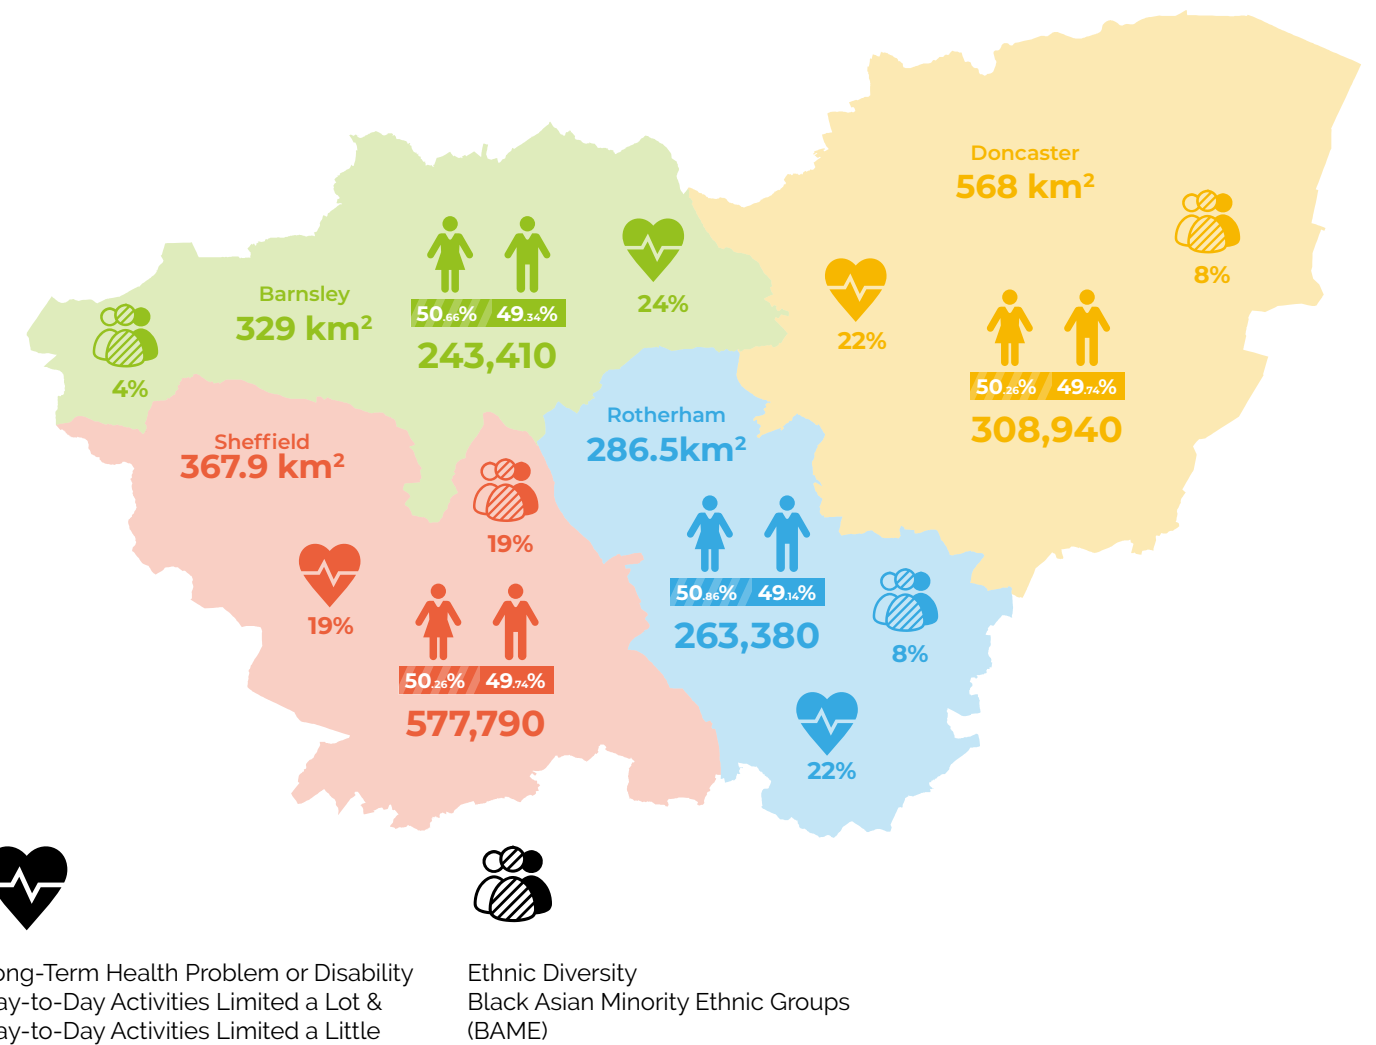 Doncaster
568 km²
8%
22%
50.26% 49.74%
308,940
Barnsley
329 km²
50.66% 49.34%
243,410
24%
4%
Rotherham
286.5km²
50.86% 49.14%
263,380
8%
22%
Sheffield
367.9 km²
19%
19%
50.26% 49.74%
577,790
ong-Term Health Problem or Disability
ay-to-Day Activities Limited a Lot &
ay-to-Day Activities Limited a Little
Ethnic Diversity
Black Asian Minority Ethnic Groups
(BAME)